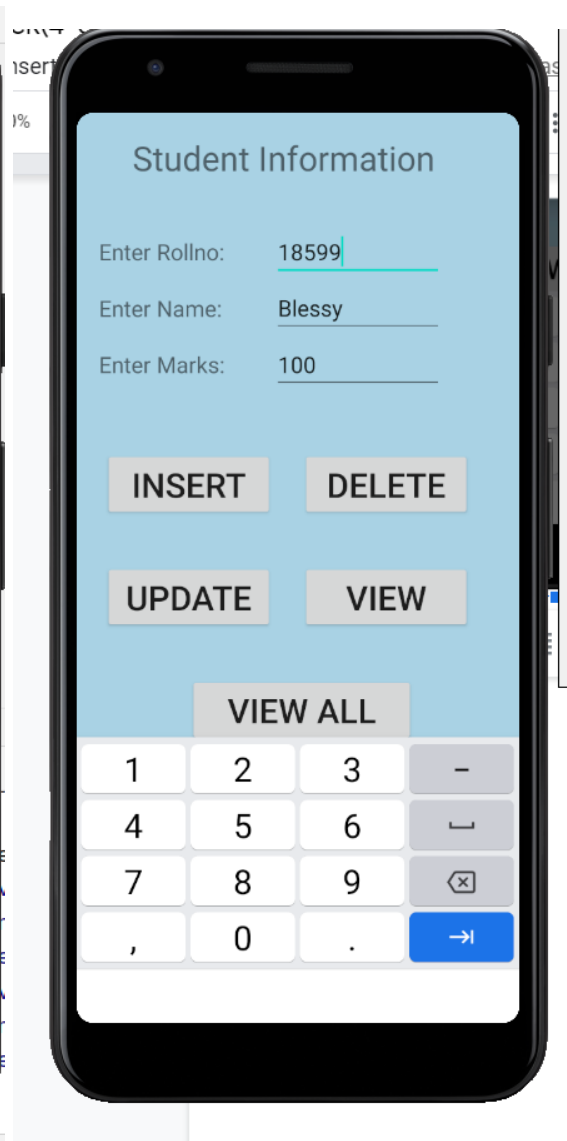 Student Information
Enter Rollno: 18599
Enter Name: Blessy
Enter Marks: 100
INSERT DELETE
UPDATE VIEW
VIEW ALL
1 2 3 –
4 5 6
7 8 9
, 0 .